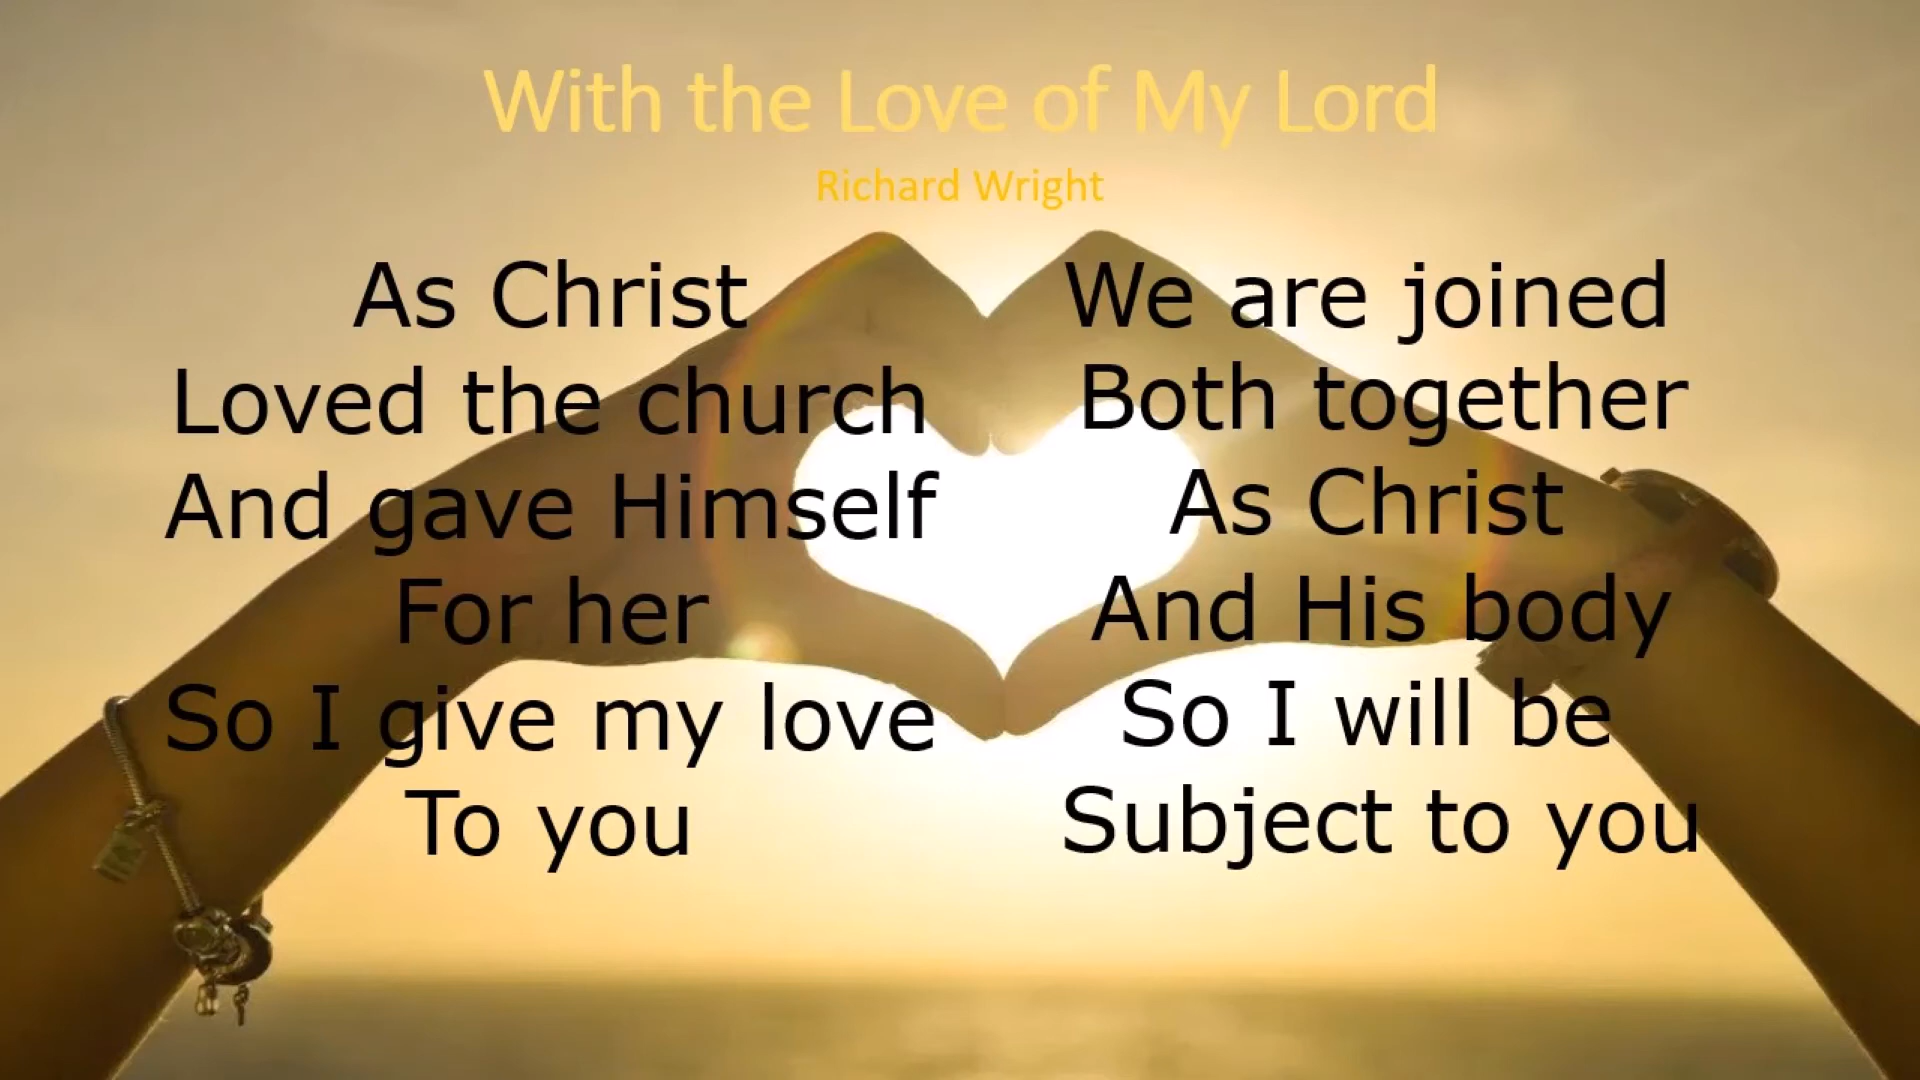 With the Love of My Lord
Richard Wright
As Christ
Loved the church
And gave Himself
For her
So I give my love
To you
We are joined
Both together
As Christ
And His body
So I will be
Subject to you